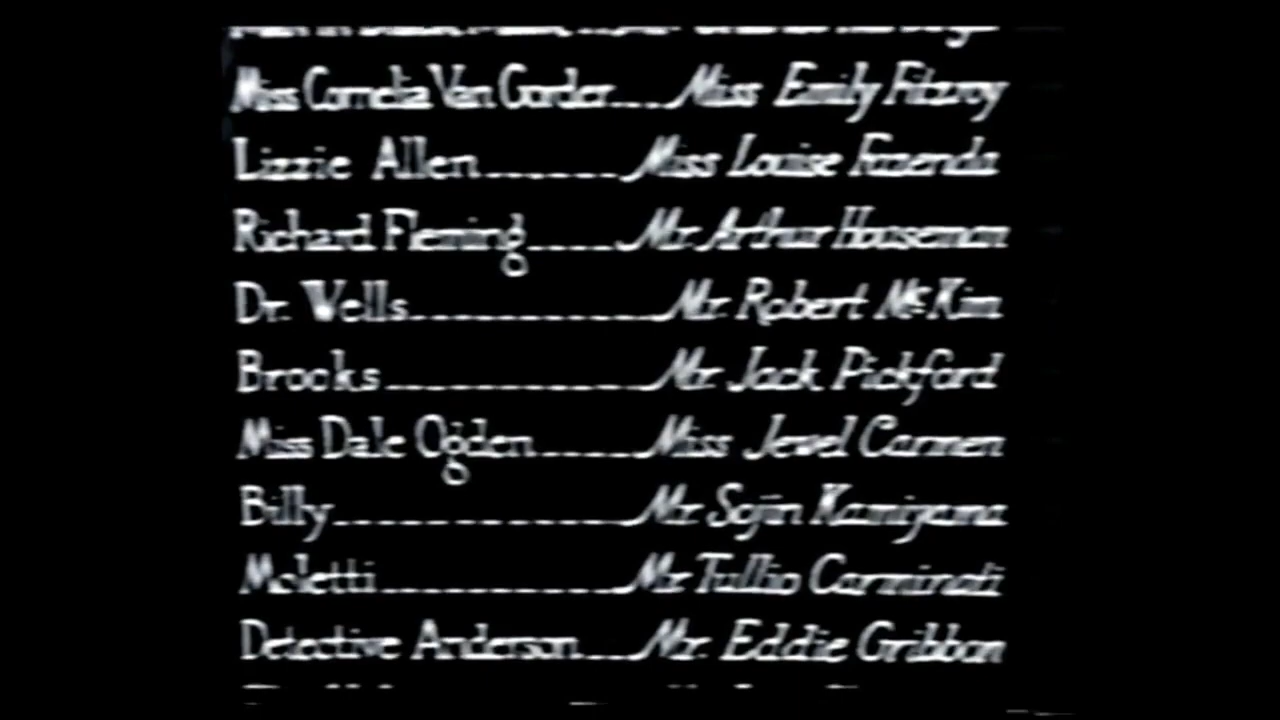 Miss Cornelia Van Gorder....Miss Emily Fitzroy
Lizzie Allen.......Miss Louise Fazenda
Richard Fleming.....Mr. Arthur Houseman
Dr. Wells............Mr. Robert McKim
Brooks.............Mr. Jack Pickford
Miss Dale Ogden.....Miss Jewel Carmen
Billy..............Mr. Sojin Kamiyama
Moletti............Mr. Tullio Carminati
Detective Anderson...Mr. Eddie Gribbon